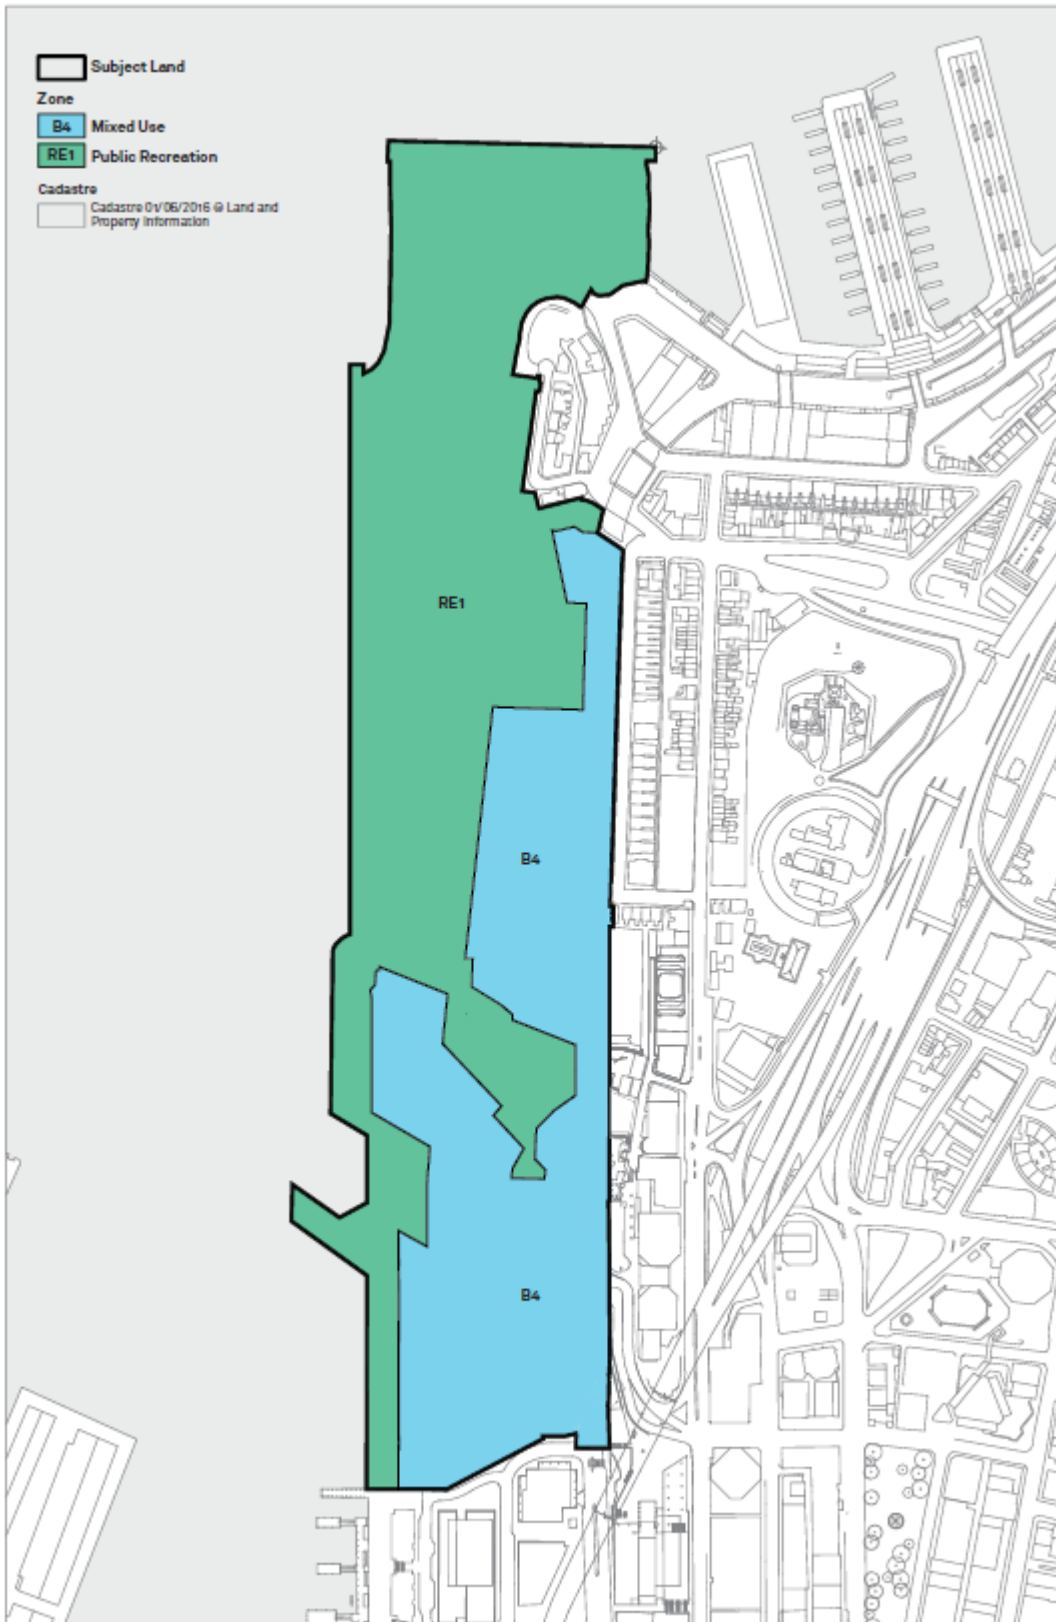 Subject Land
Zone
B4 Mixed Use
RE1 Public Recreation
Cadastre
Cadastre 01/06/2016 @ Land and
Property Information
RE1
B4
B4